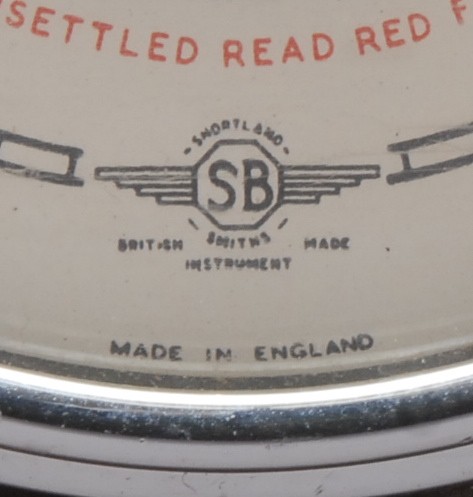 SETTLED READ RED F
SHORTLAND
SB
SMITHS
BRITISH MADE
INSTRUMENT
MADE IN ENGLAND